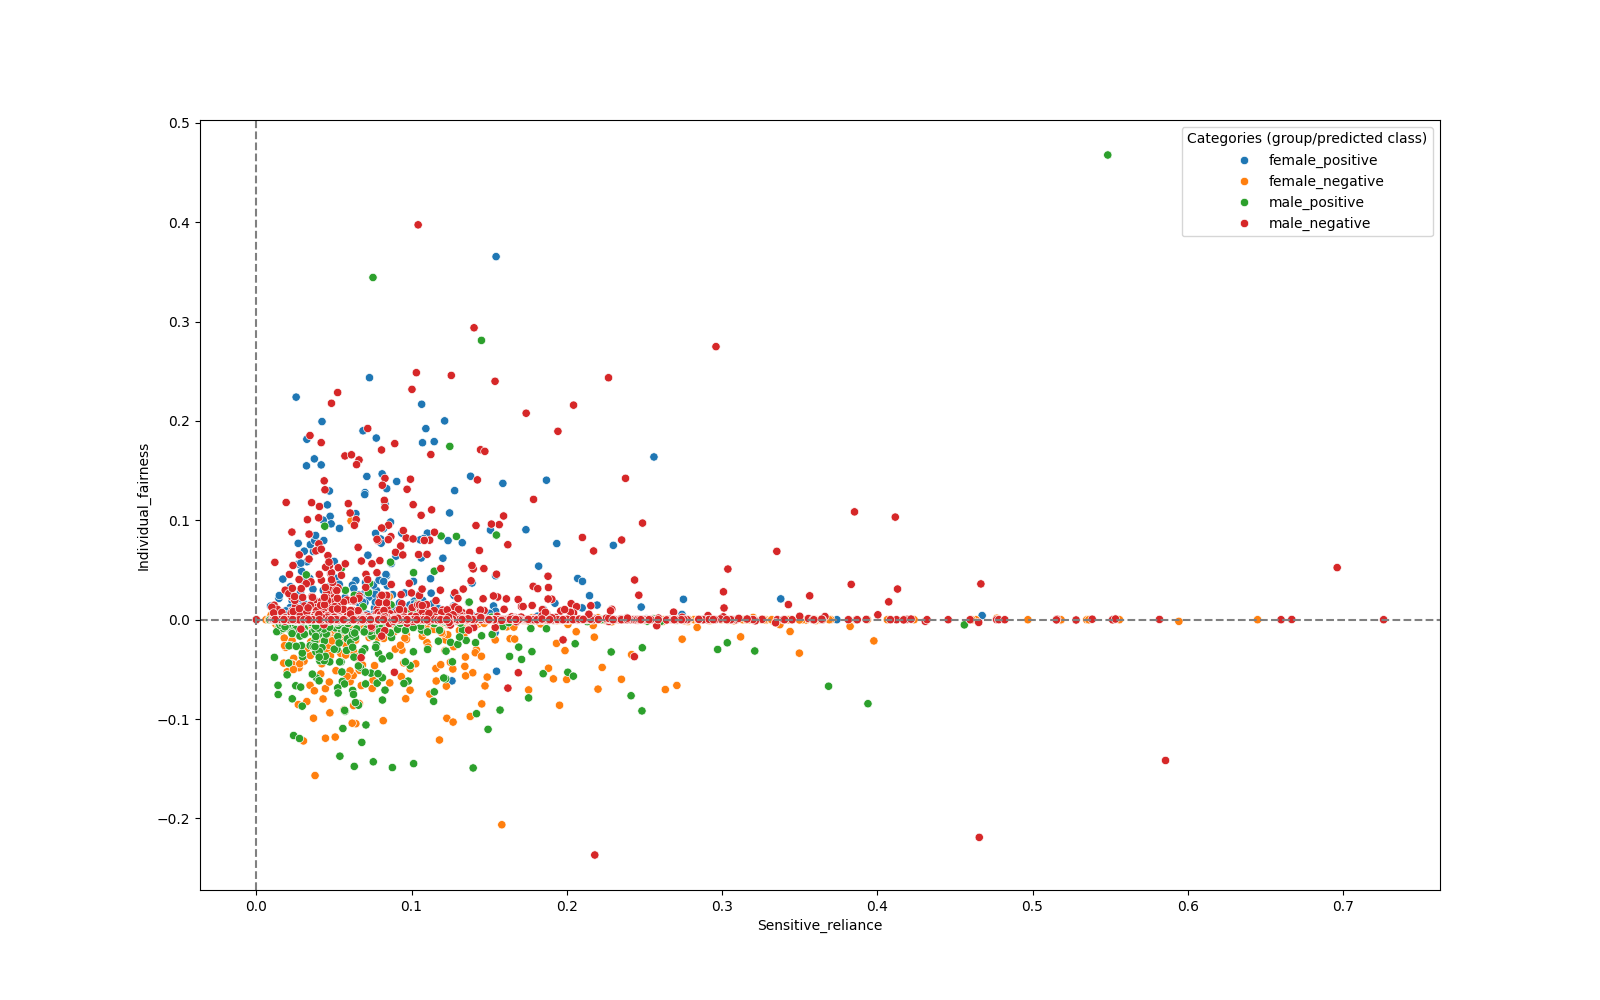 0.5
0.4
0.3
0.2
0.1
0.0
−0.1
−0.2
Individual_fairness
Categories (group/predicted class)
female_positive
female_negative
male_positive
male_negative
0.0 0.1 0.2 0.3 0.4 0.5 0.6 0.7
Sensitive_reliance